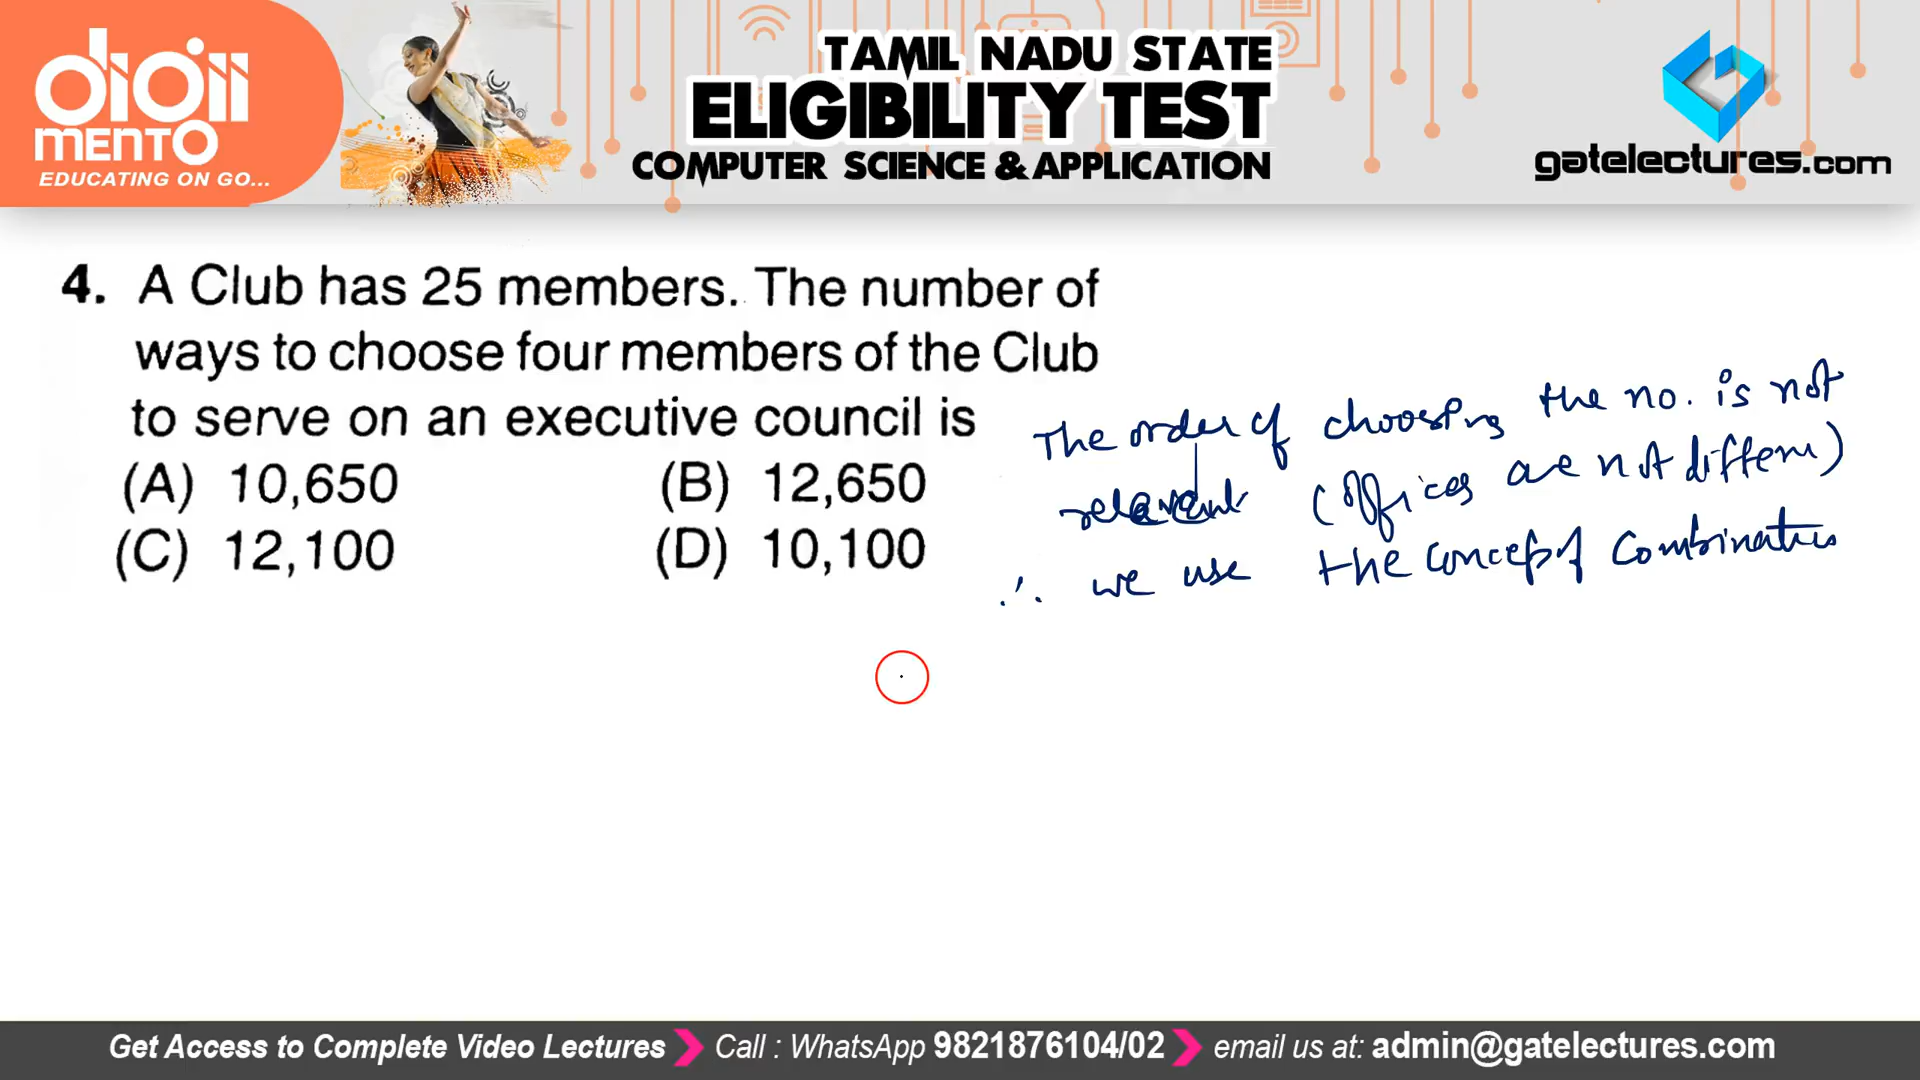 DIGII
MENTO
EDUCATING ON GO...
TAMIL NADU STATE
ELIGIBILITY TEST
COMPUTER SCIENCE & APPLICATION
gatelectures.com
4. A Club has 25 members. The number of
ways to choose four members of the Club
to serve on an executive council is
(A) 10,650 (B) 12,650
(C) 12,100 (D) 10,100
The order of choosing the no. is not
relevant (offices are not different)
∴ we use the concept of Combination
Get Access to Complete Video Lectures Call : WhatsApp 9821876104/02 email us at: admin@gatelectures.com